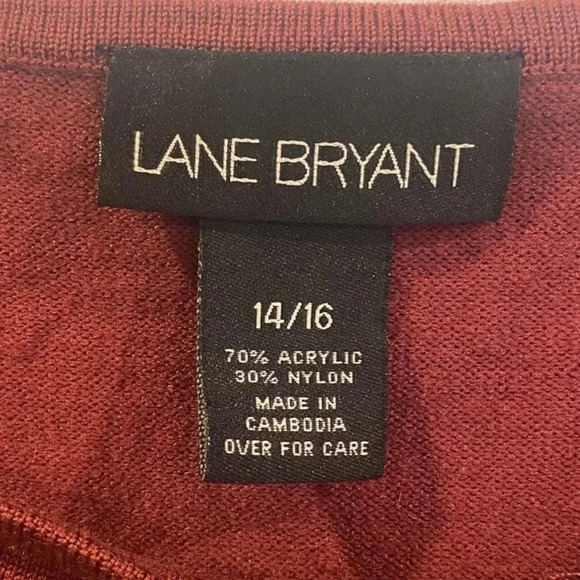 LANE BRYANT
14/16
70% ACRYLIC
30% NYLON
MADE IN
CAMBODIA
OVER FOR CARE